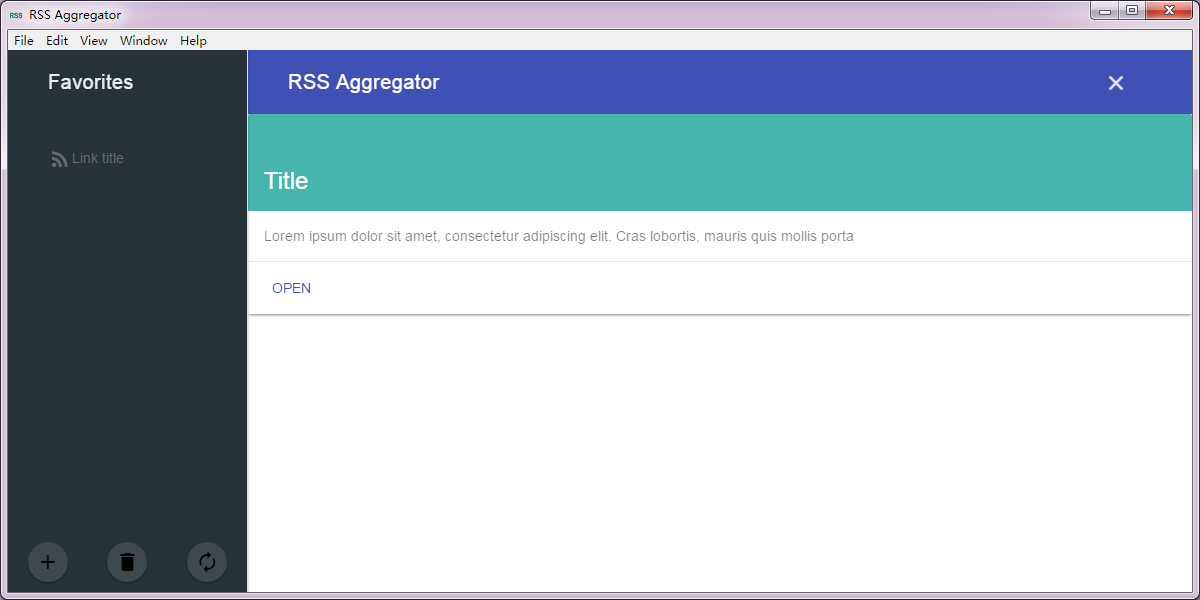 RSS RSS Aggregator
File Edit View Window Help
Favorites
RSS Aggregator
Link title
Title
Lorem ipsum dolor sit amet, consectetur adipiscing elit. Cras lobortis, mauris quis mollis porta
OPEN